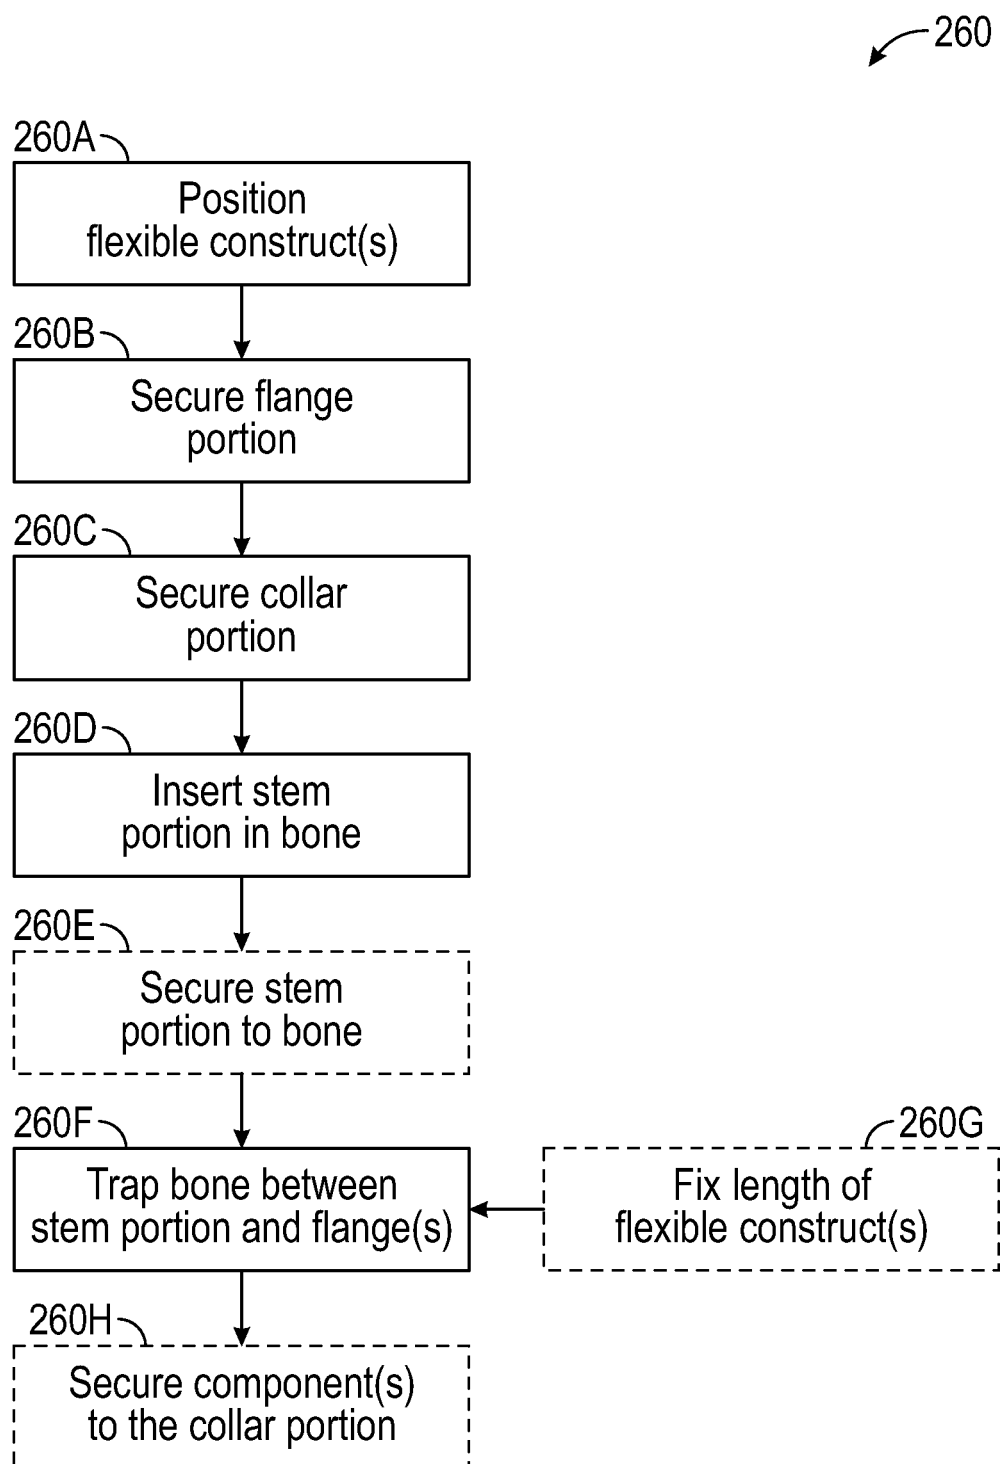 260
260A
Position
flexible construct(s)
260B
Secure flange
portion
260C
Secure collar
portion
260D
Insert stem
portion in bone
260E
Secure stem
portion to bone
260F
Trap bone between
stem portion and flange(s)
260G
Fix length of
flexible construct(s)
260H
Secure component(s)
to the collar portion